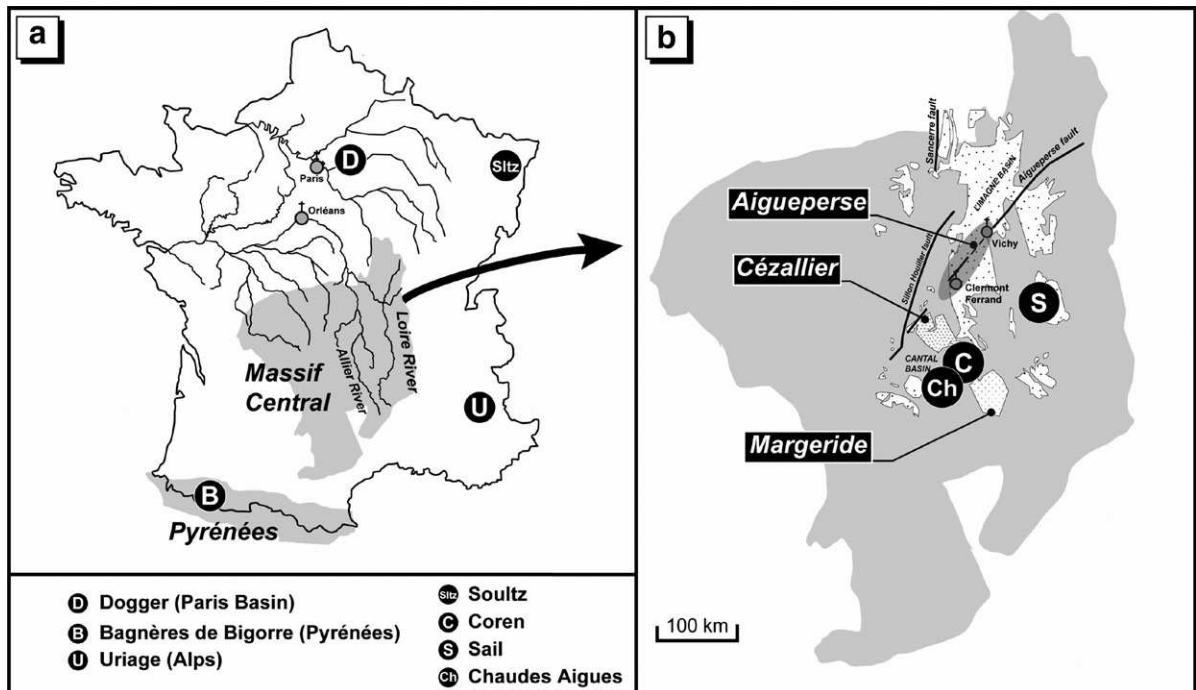 a
D
Paris
Sltz
Orléans
Massif
Central
Allier River
Loire River
U
B
Pyrénées
D Dogger (Paris Basin)
B Bagnères de Bigorre (Pyrénées)
U Uriage (Alps)
Sltz Soultz
C Coren
S Sail
Ch Chaudes Aigues
b
Sancerre fault
LIMAGNE BASIN
Aigueperse fault
Aigueperse
Sillon Houiller fault
Vichy
Cézallier
Clermont
Ferrand
S
CANTAL
BASIN
C
Ch
Margeride
100 km